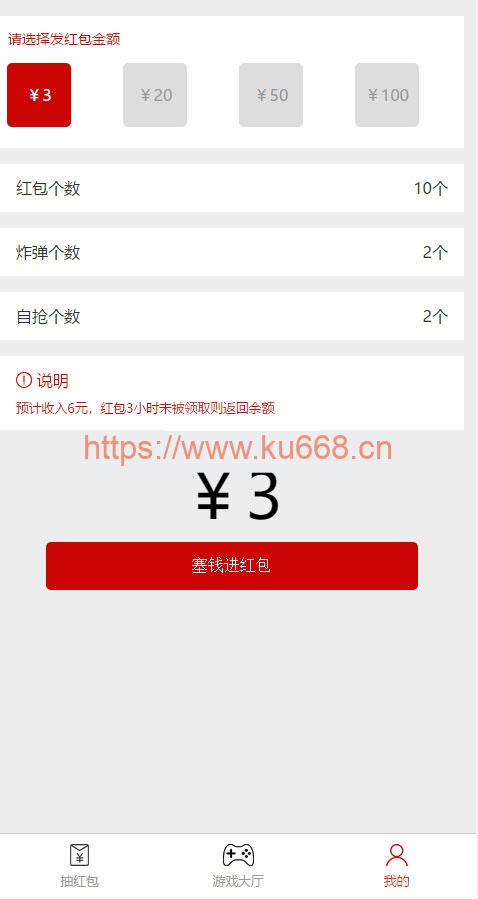 请选择发红包金额
￥3 ￥20 ￥50 ￥100
红包个数 10个
炸弹个数 2个
自抢个数 2个
说明
预计收入6元，红包3小时未被领取则返回余额
https://www.ku668.cn
￥3
塞钱进红包
抽红包 游戏大厅 我的